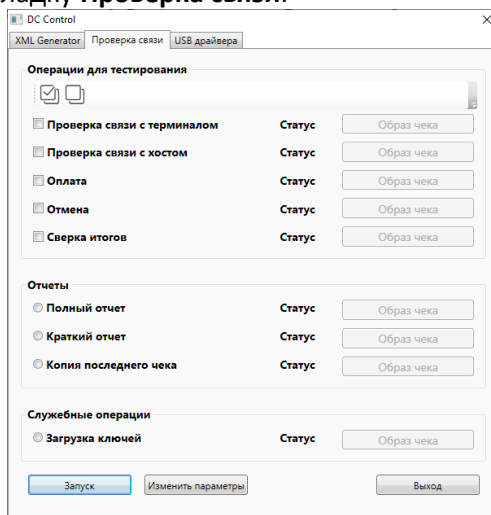 ладку Проверка связи.
DC Control
XML Generator Проверка связи USB драйвера
Операции для тестирования
Проверка связи с терминалом Статус Образ чека
Проверка связи с хостом Статус Образ чека
Оплата Статус Образ чека
Отмена Статус Образ чека
Сверка итогов Статус Образ чека
Отчеты
Полный отчет Статус Образ чека
Краткий отчет Статус Образ чека
Копия последнего чека Статус Образ чека
Служебные операции
Загрузка ключей Статус Образ чека
Запуск Изменить параметры Выход